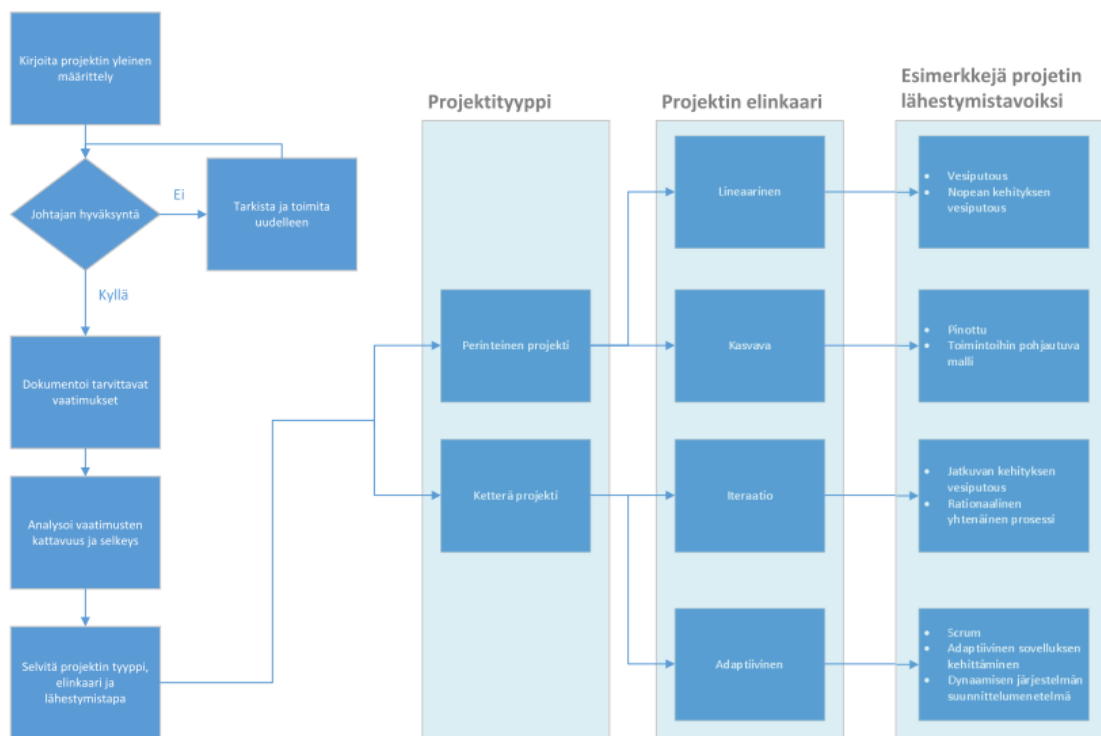 Kirjoita projektin yleinen
määrittely
Johtajan hyväksyntä
Ei
Tarkista ja toimita
uudelleen
Kyllä
Dokumentoi tarvittavat
vaatimukset
Analysoi vaatimusten
kattavuus ja selkeys
Selvitä projektin tyyppi,
elinkaari ja
lähestymistapa
Projektityyppi
Perinteinen projekti
Ketterä projekti
Projektin elinkaari
Lineaarinen
Kasvava
Iteraatio
Adaptiivinen
Esimerkkejä projetin
lähestymistavoiksi
• Vesiputous
• Nopean kehityksen
vesiputous
• Pinottu
• Toimintoihin pohjautuva
malli
• Jatkuvan kehityksen
vesiputous
• Rationaalinen
yhtenäinen prosessi
• Scrum
• Adaptiivinen sovelluksen
kehittäminen
• Dynaamisen järjestelmän
suunnittelumenetelmä